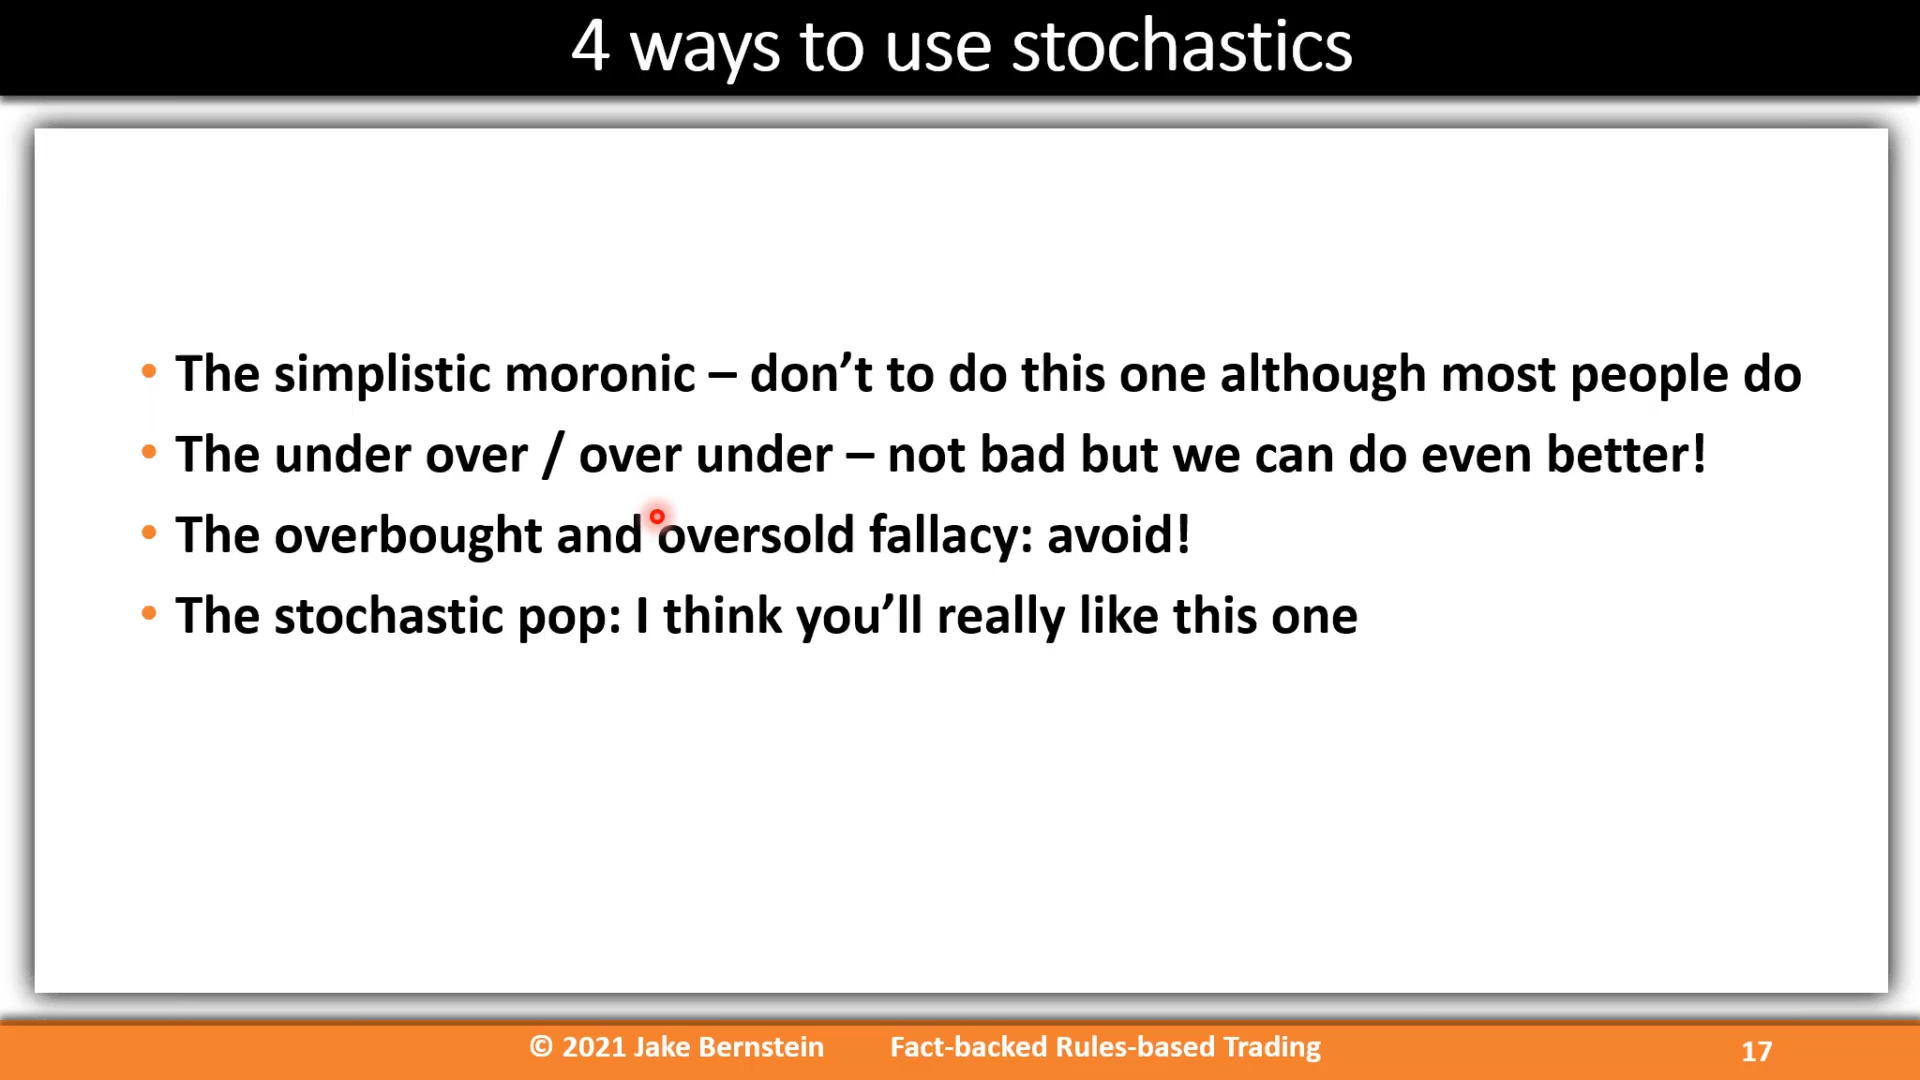 4 ways to use stochastics
• The simplistic moronic – don’t to do this one although most people do
• The under over / over under – not bad but we can do even better!
• The overbought and oversold fallacy: avoid!
• The stochastic pop: I think you’ll really like this one
© 2021 Jake Bernstein Fact-backed Rules-based Trading 17